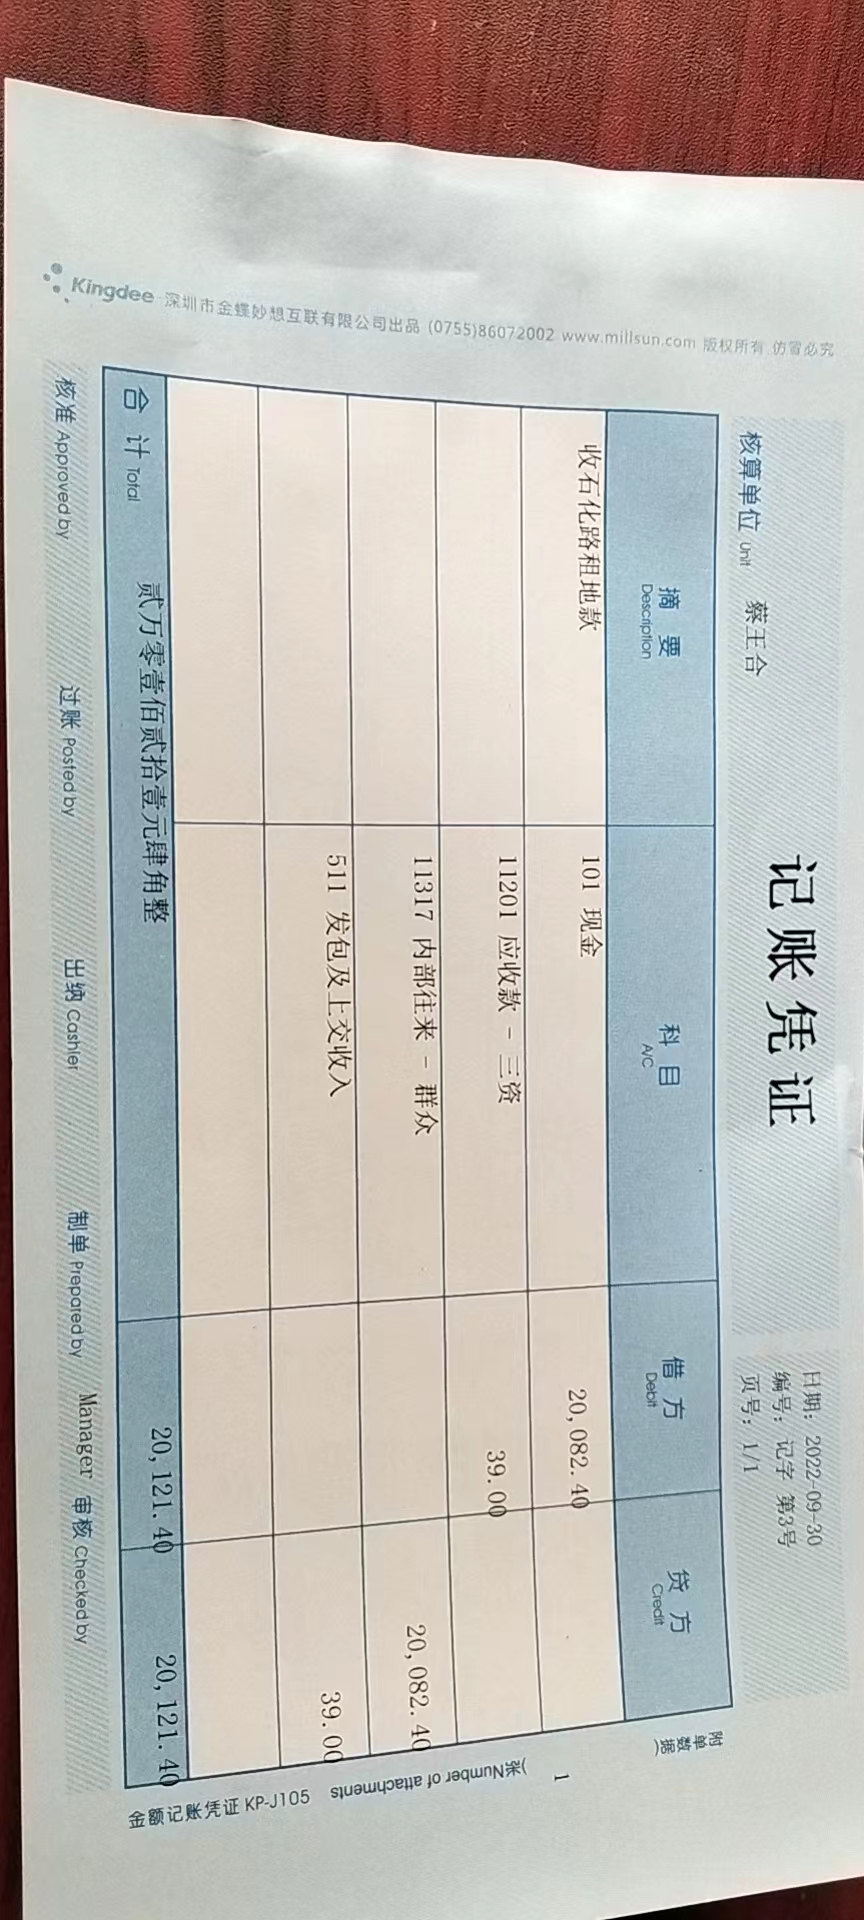 记账凭证
日期: 2022-09-30
编号: 记字 第3号
核算单位 Unit 蔡王合
页号: 1/1
摘 要 Description 科 目 A/C 借 方 Debit 贷 方 Credit
收石化路租地款 101 现金 20,082.40
11201 应收款 - 三资 39.00
11317 内部往来 - 群众 20,082.40
511 发包及上交收入 39.00
合 计 Total 贰万零壹佰贰拾壹元肆角整 20,121.40 20,121.40
核准 Approved by 过账 Posted by 出纳 Cashier 制单 Prepared by Manager 审核 Checked by
附单数据( 1 张)Number of attachments
金额记账凭证 KP-J105
Kingdee 深圳市金蝶妙想互联有限公司出品 (0755)86072002 www.millsun.com 版权所有 仿冒必究